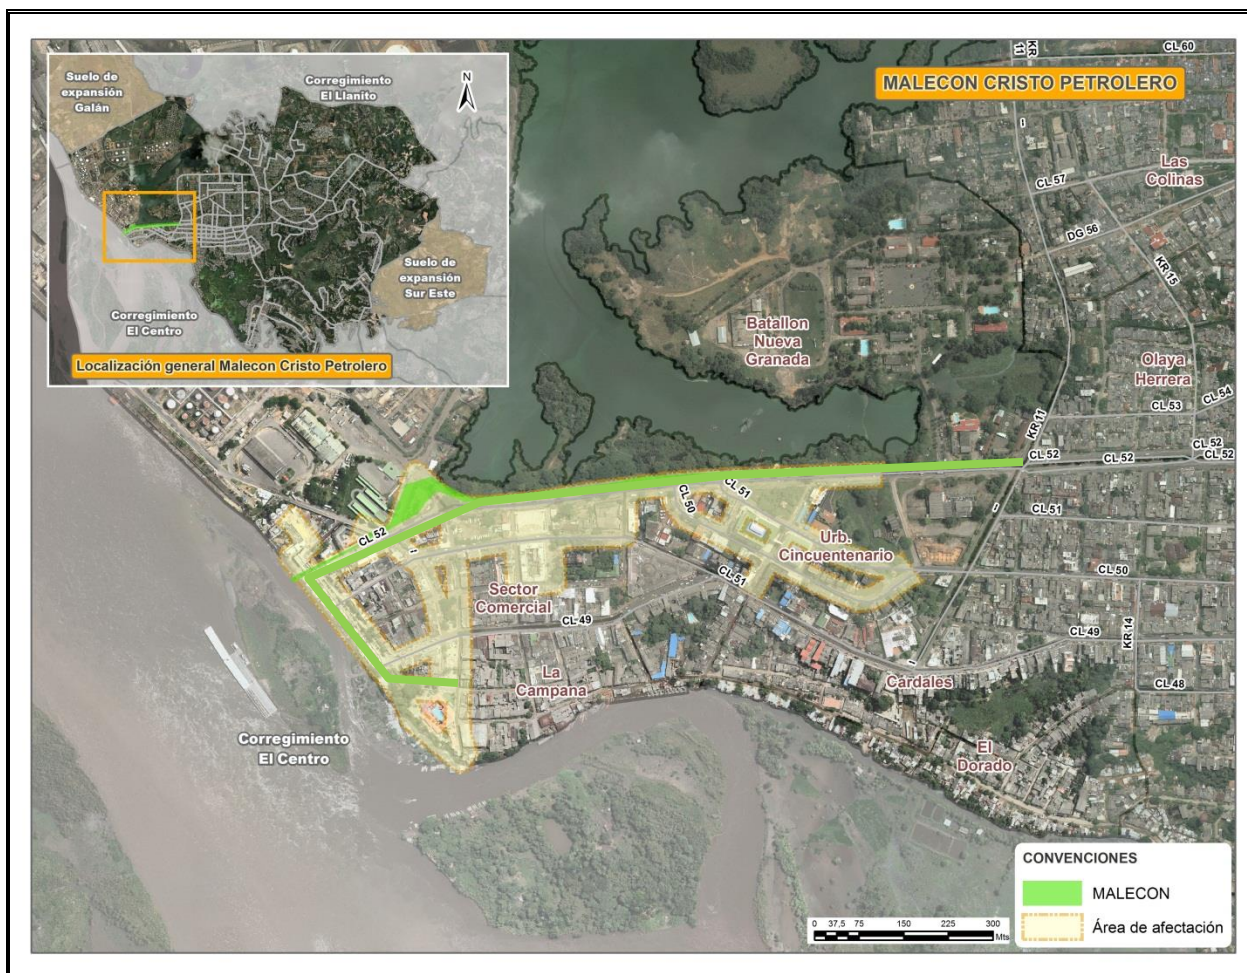 MALECON CRISTO PETROLERO
Suelo de
expansión
Galán
Corregimiento
El Llanito
N
Suelo de
expansión
Sur Este
Corregimiento
El Centro
Localización general Malecon Cristo Petrolero
KR 11
CL 60
Las
Colinas
CL 57
DG 56
KR 15
Batallon
Nueva
Granada
Olaya
Herrera
CL 54
CL 53
KR 11
CL 52
CL 52
CL 52
CL 52
CL 51
CL 50
CL 51
CL 52
Urb.
Cincuentenario
CL 51
CL 50
Sector
Comercial
CL 49
CL 49
KR 14
La
Campana
Cardales
CL 48
Corregimiento
El Centro
El
Dorado
CONVENCIONES
MALECON
Área de afectación
0 37,5 75 150 225 300
Mts